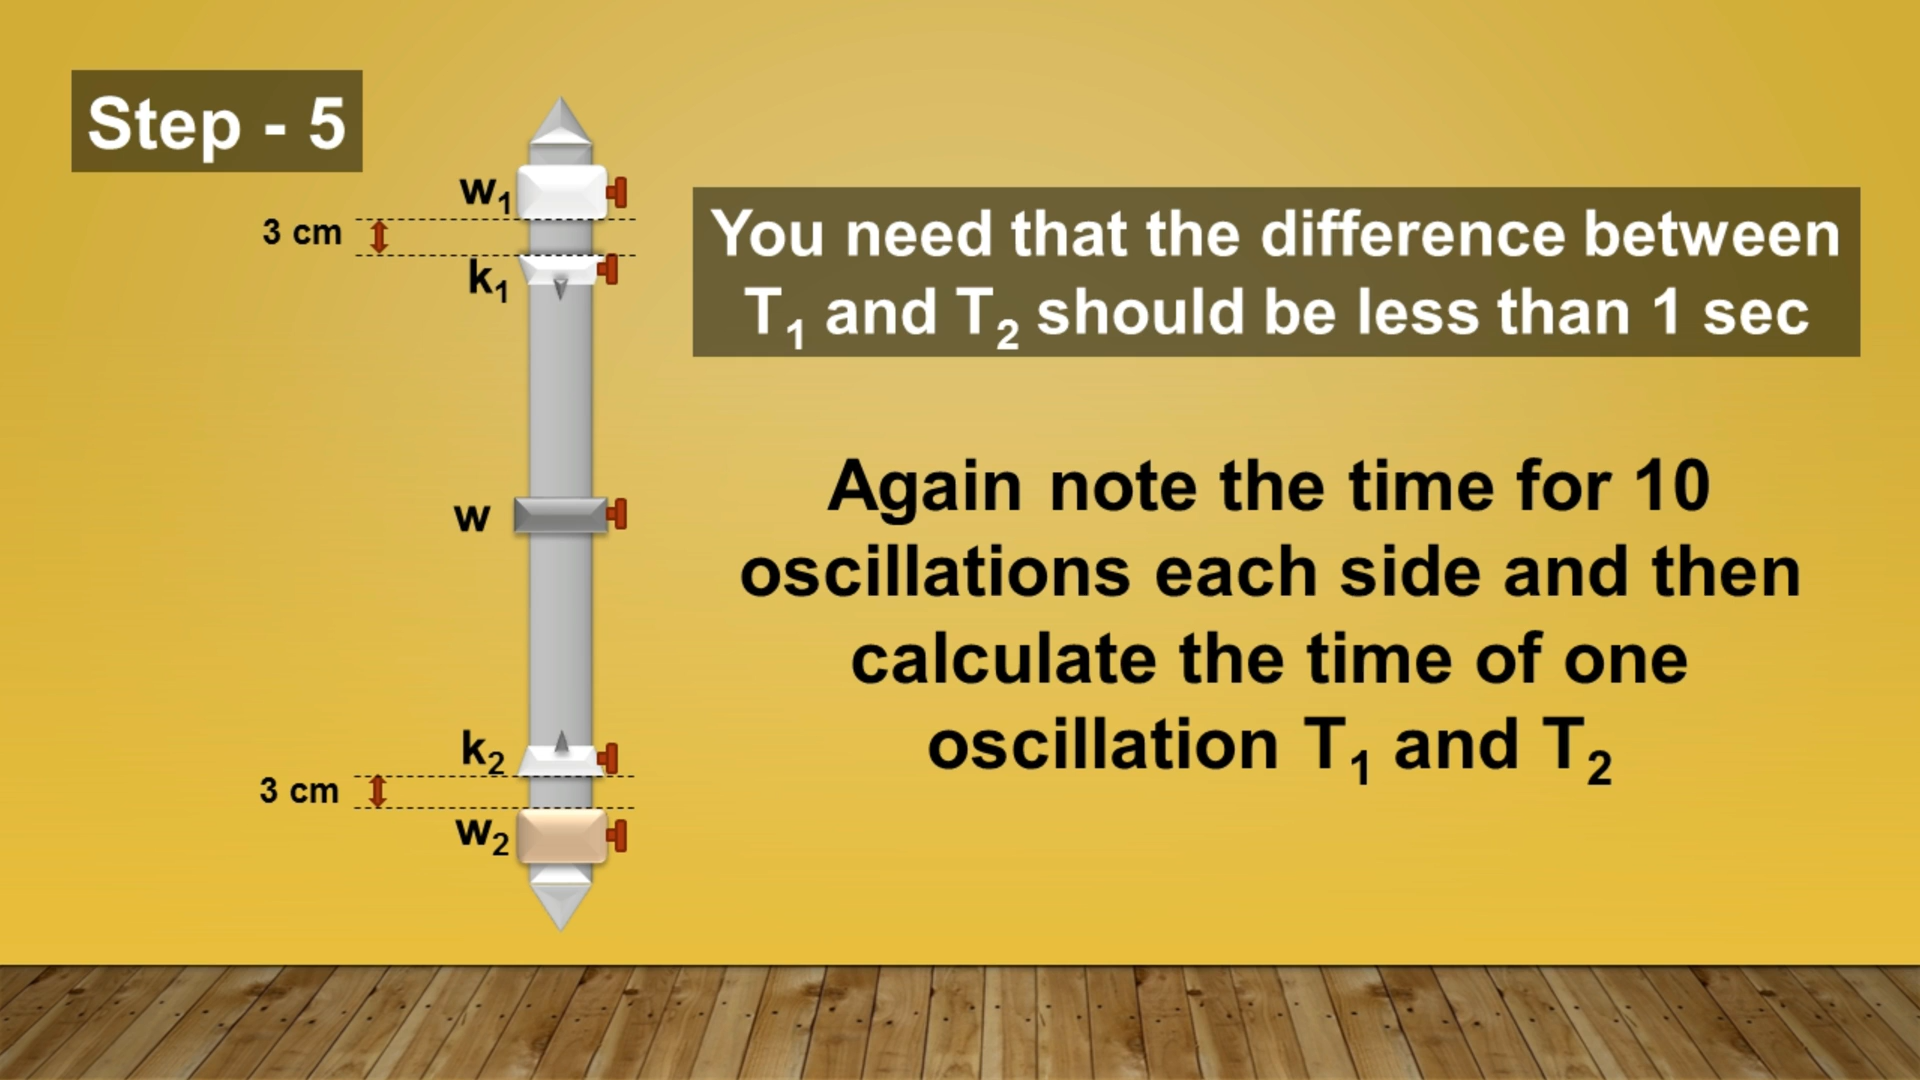 Step - 5
w₁
3 cm
k₁
You need that the difference between
T₁ and T₂ should be less than 1 sec
w
Again note the time for 10
oscillations each side and then
calculate the time of one
oscillation T₁ and T₂
k₂
3 cm
w₂